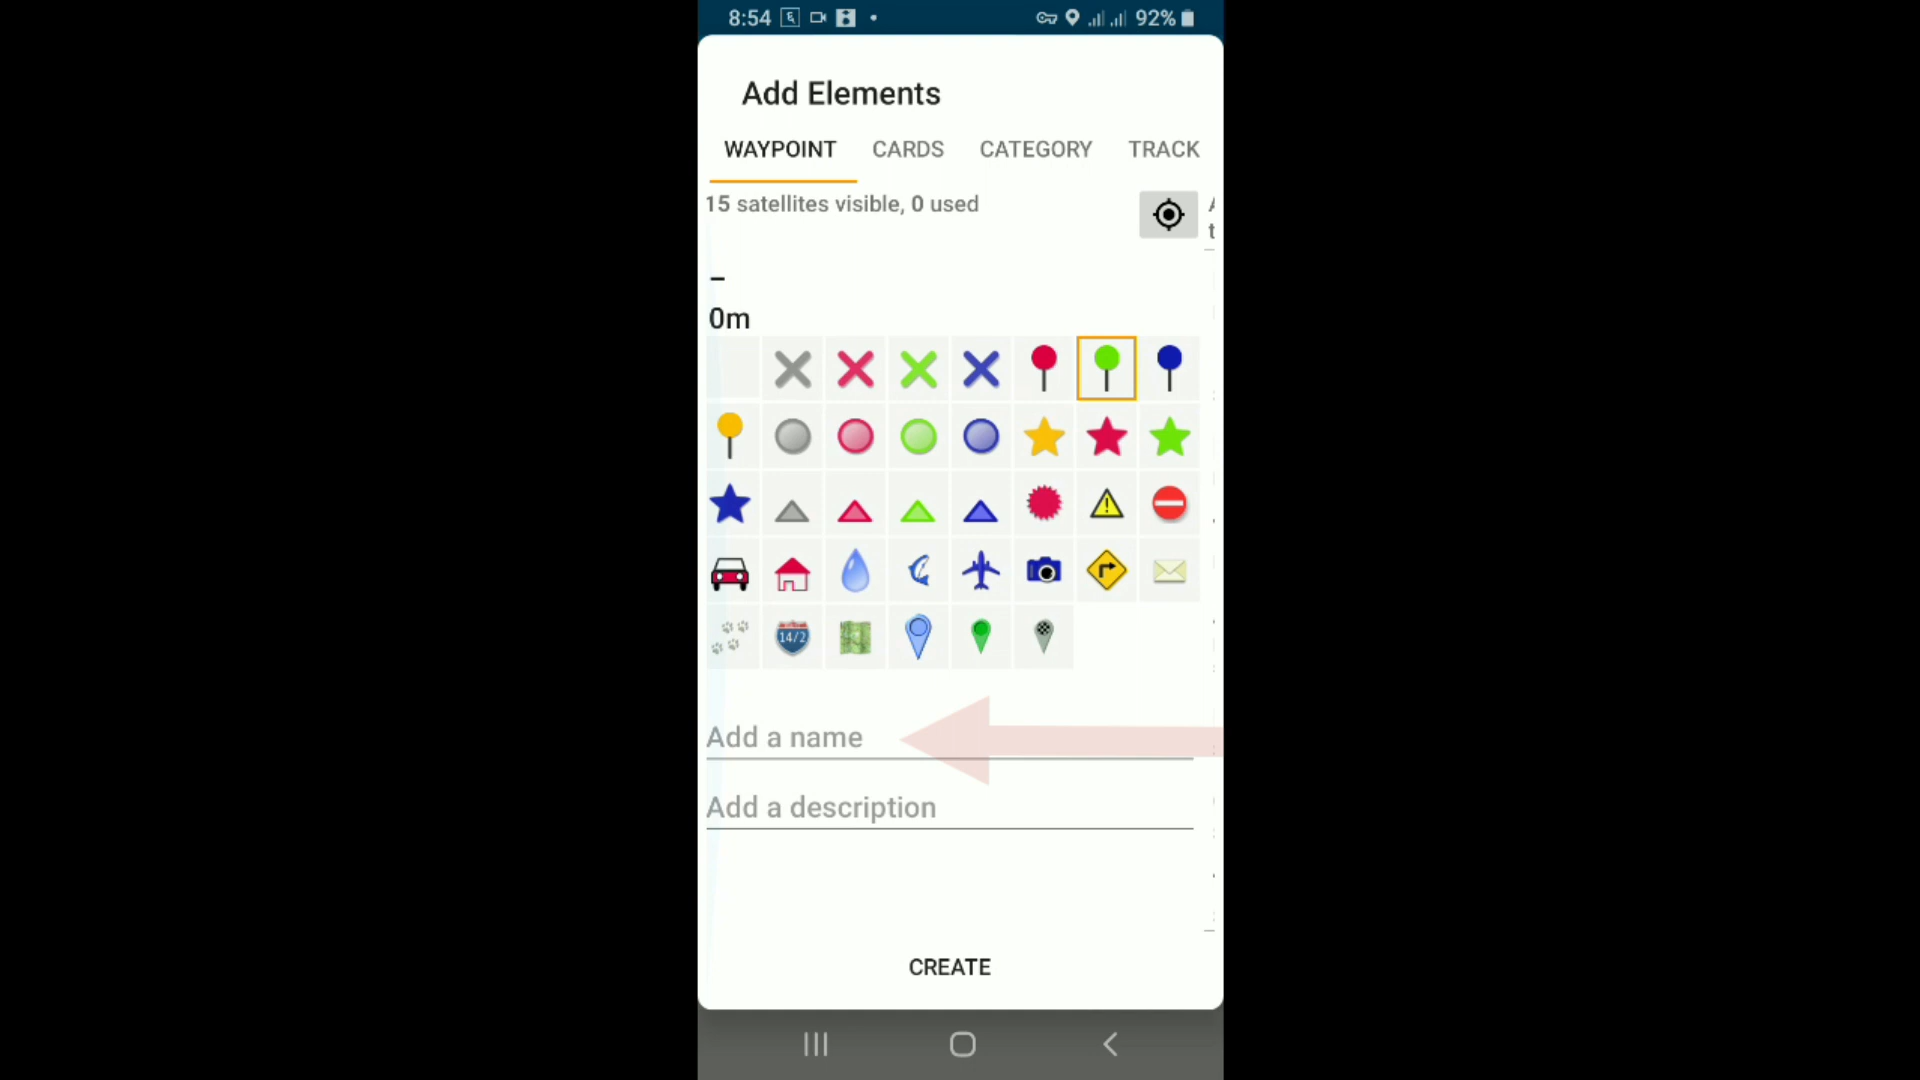 8:54 92%
Add Elements
WAYPOINT CARDS CATEGORY TRACK
15 satellites visible, 0 used
–
0m
14/2
Add a name
Add a description
CREATE